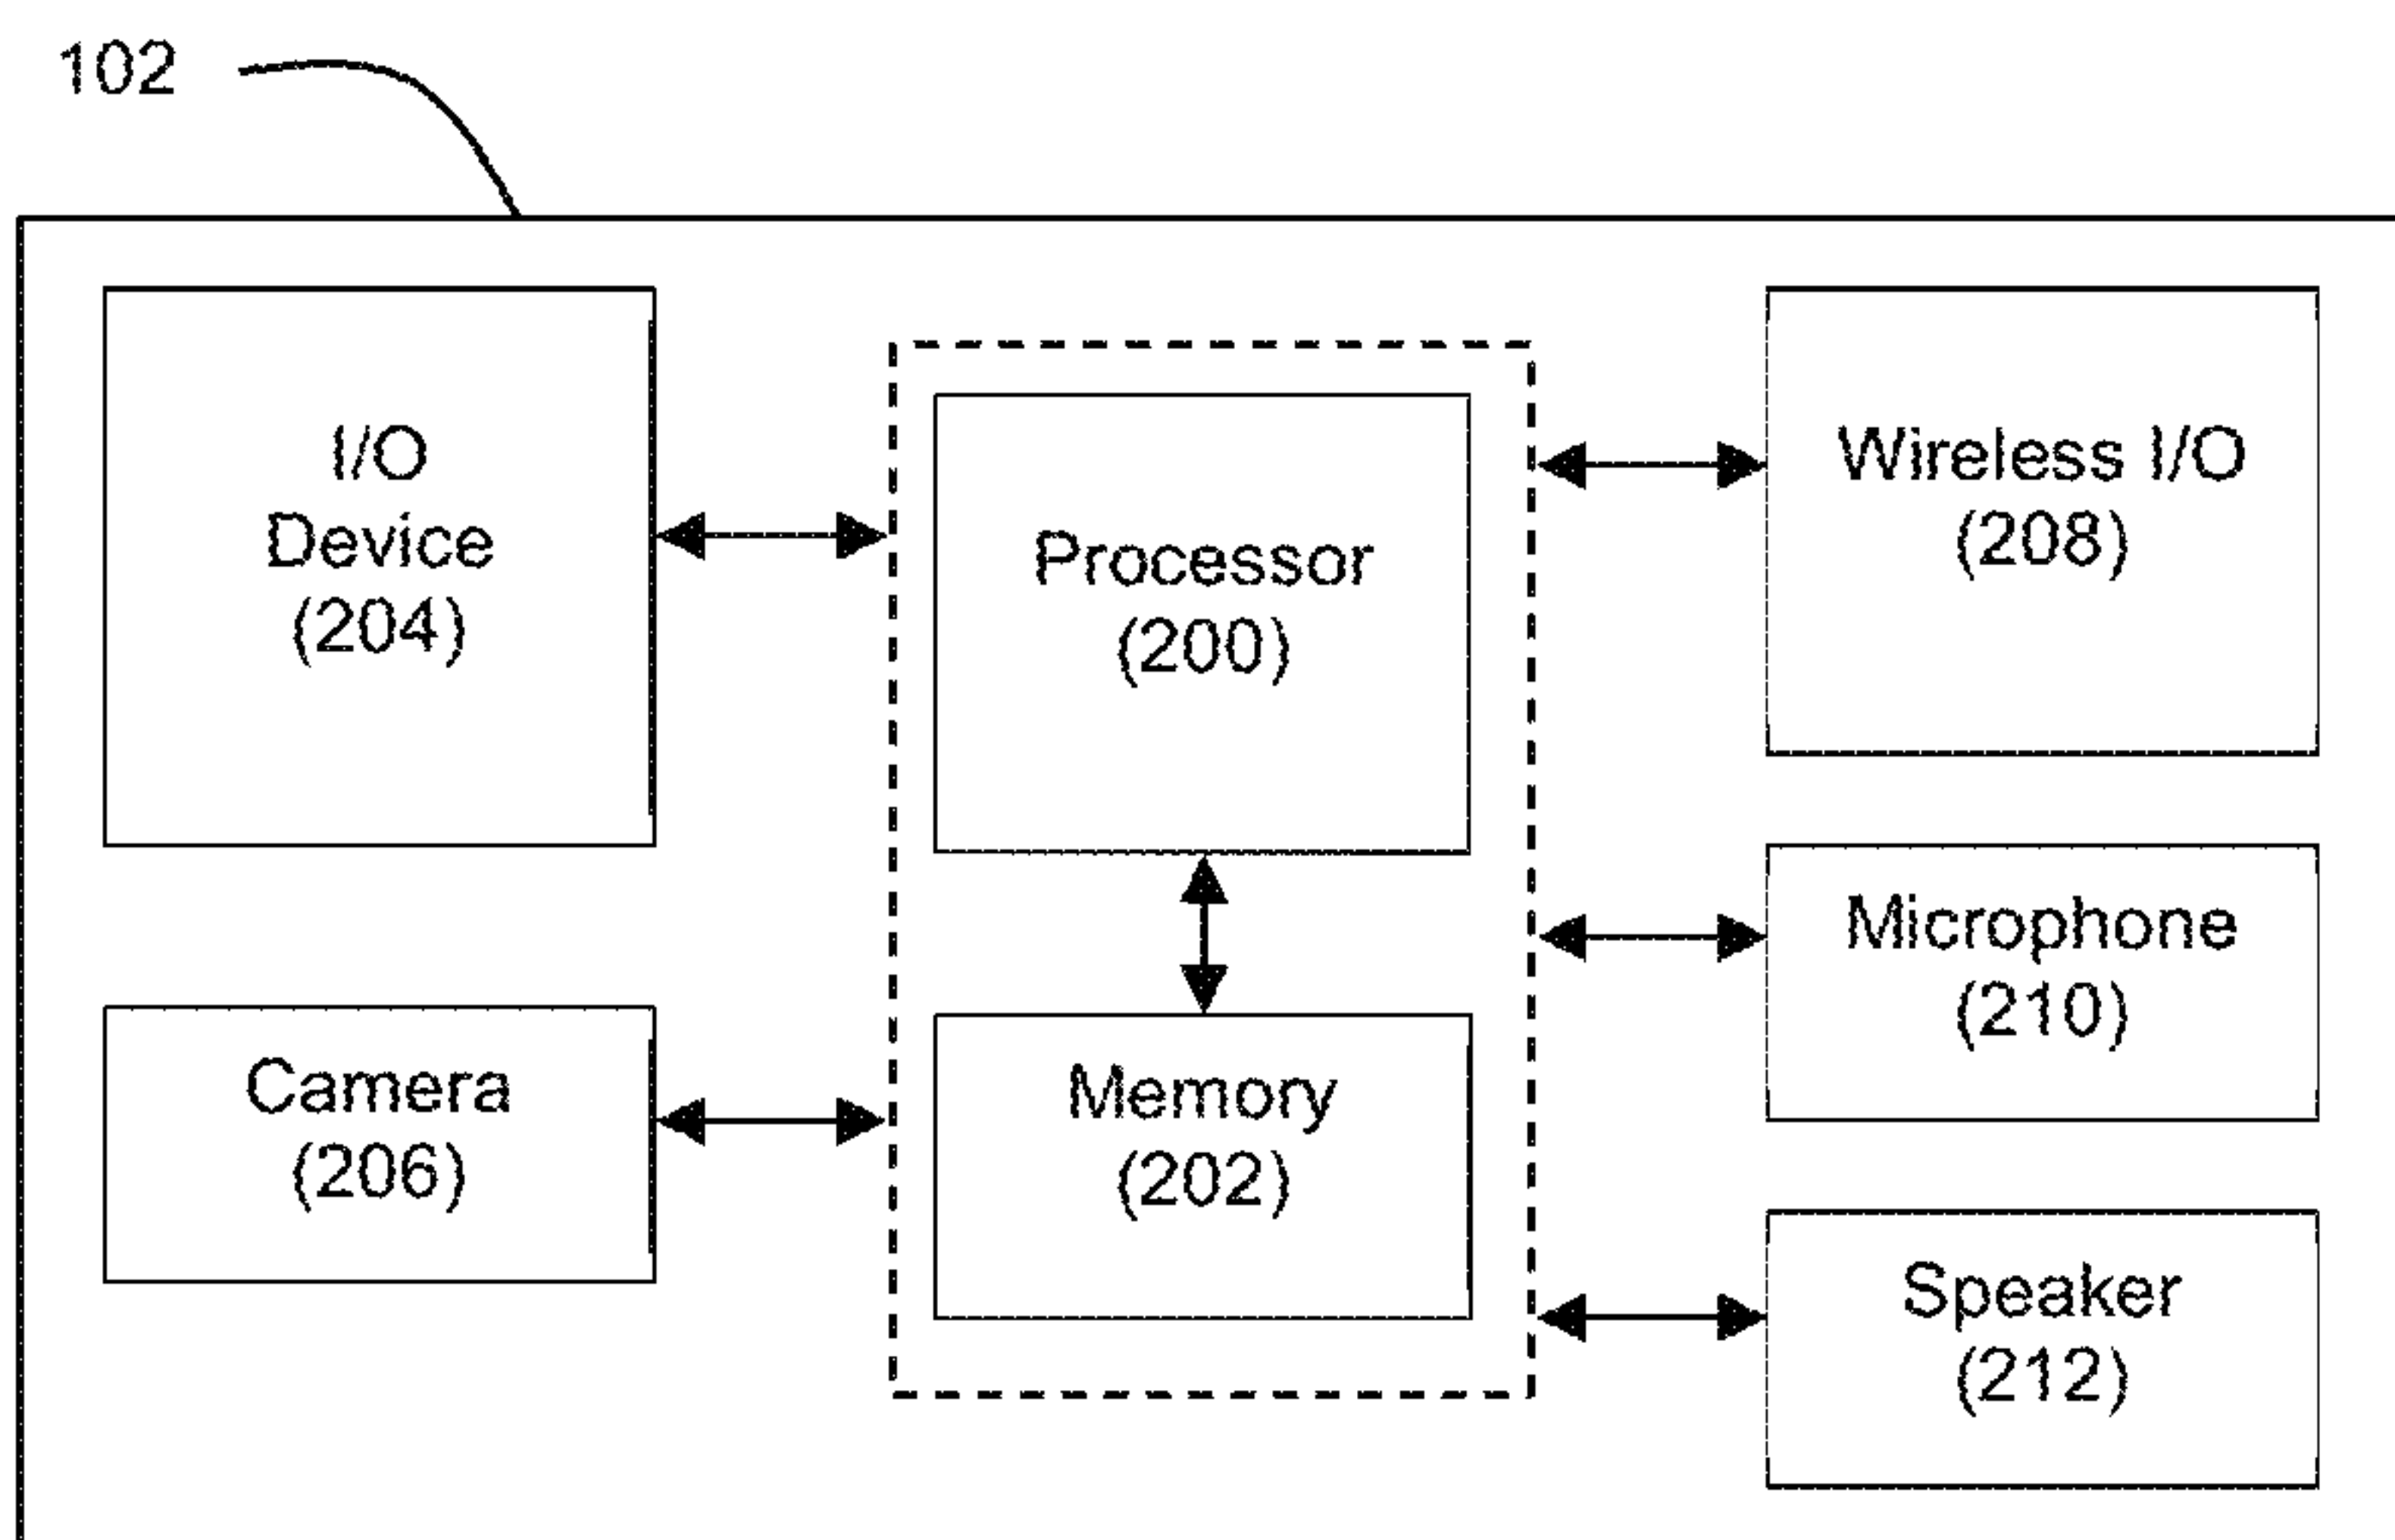 102
I/O
Device
(204)
Processor
(200)
Wireless I/O
(208)
Camera
(206)
Memory
(202)
Microphone
(210)
Speaker
(212)